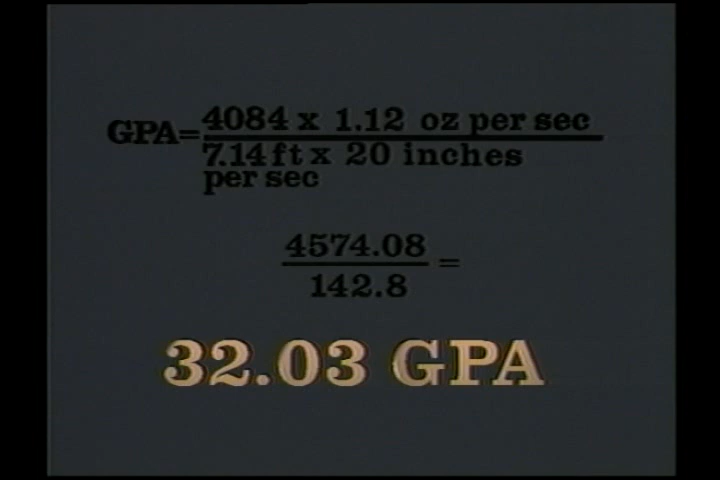 GPA= 4084 x 1.12 oz per sec
7.14 ft x 20 inches
per sec
4574.08 =
142.8
32.03 GPA